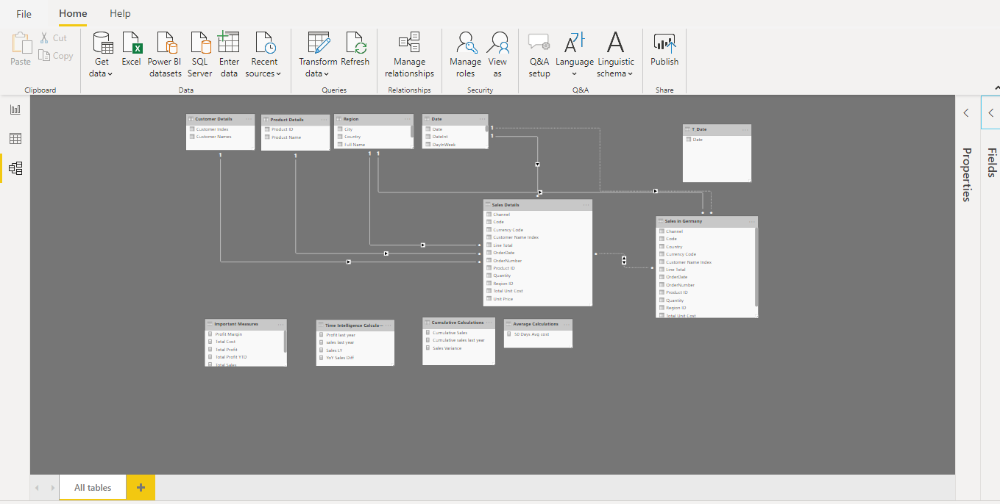 File
Home
Help
Paste
Cut
Copy
Clipboard
Get data
Excel
Power BI datasets
SQL Server
Enter data
Recent sources
Data
Transform data
Refresh
Queries
Manage relationships
Relationships
Manage roles
View as
Security
Q&A setup
Language
Linguistic schema
Q&A
Publish
Share
Customer Details
Customer Index
Customer Names
Product Details
Product ID
Product Name
Region
City
Country
Full Name
Date
Date
DateInt
DayInWeek
T_Date
Date
1
1
1
1
1
1
Sales Details
Channel
Code
Currency Code
Customer Name Index
Line Total
OrderDate
OrderNumber
Product ID
Quantity
Region ID
Total Unit Cost
Unit Price
Sales in Germany
Channel
Code
Country
Currency Code
Customer Name Index
Line Total
OrderDate
OrderNumber
Product ID
Quantity
Region ID
Total Unit Cost
Important Measures
Profit Margin
Total Cost
Total Profit
Total Profit YTD
Total Sales
Time Intelligence Calcula...
Profit last year
sales last year
Sales LY
YoY Sales Diff
Cumulative Calculations
Cumulative Sales
Cumulative sales last year
Sales Variance
Average Calculations
50 Days Avg cost
Properties
Fields
All tables